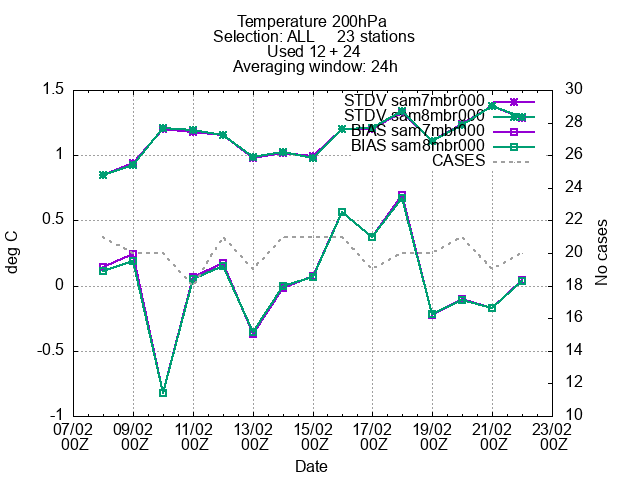 Temperature 200hPa
Selection: ALL 23 stations
Used 12 + 24
Averaging window: 24h
STDV sam7mbr000
STDV sam8mbr000
BIAS sam7mbr000
BIAS sam8mbr000
CASES
deg C
1.5
1
0.5
0
-0.5
-1
No cases
30
28
26
24
22
20
18
16
14
12
10
07/02 09/02 11/02 13/02 15/02 17/02 19/02 21/02 23/02
00Z 00Z 00Z 00Z 00Z 00Z 00Z 00Z 00Z
Date